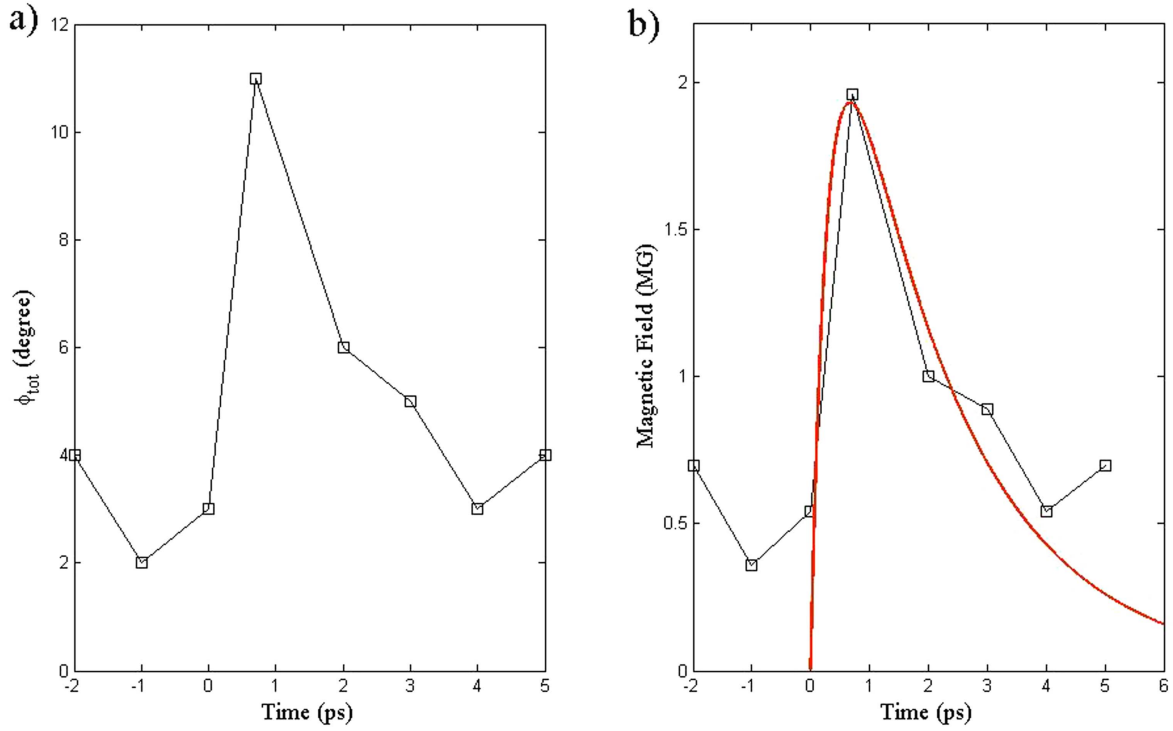 a)
12
10
8
6
4
2
0
ϕtot (degree)
-2 -1 0 1 2 3 4 5
Time (ps)
b)
2
1.5
1
0.5
0
Magnetic Field (MG)
-2 -1 0 1 2 3 4 5 6
Time (ps)